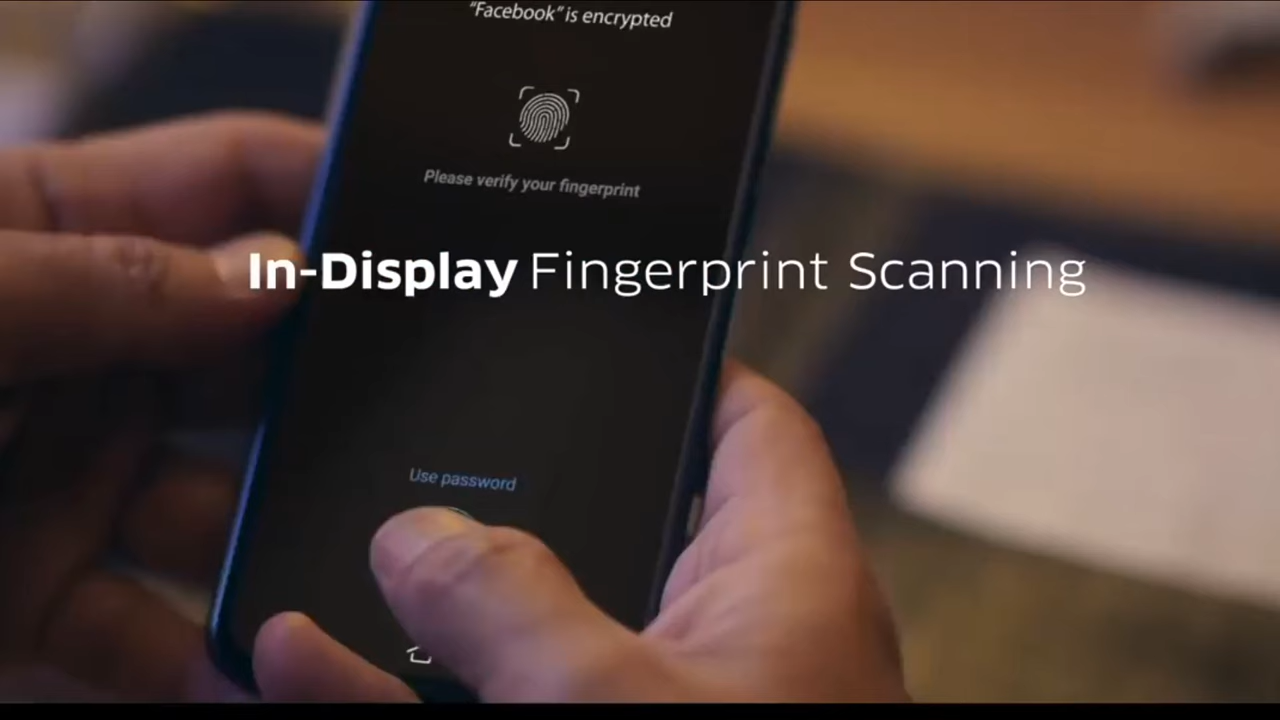 “Facebook” is encrypted
Please verify your fingerprint
In-Display Fingerprint Scanning
Use password